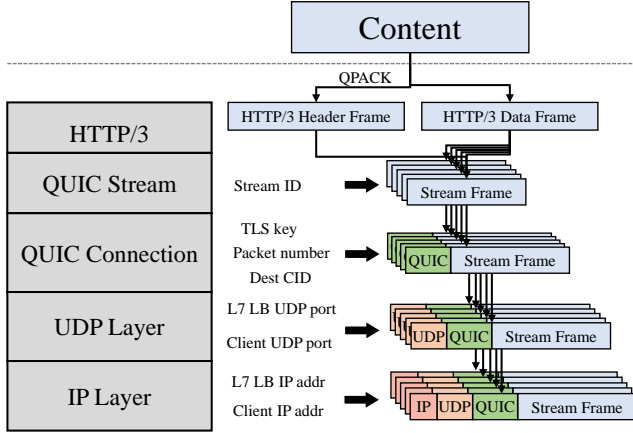 Content
QPACK
HTTP/3 Header Frame
HTTP/3 Data Frame
HTTP/3
QUIC Stream
Stream ID
Stream Frame
QUIC Connection
TLS key
Packet number
Dest CID
QUIC
Stream Frame
UDP Layer
L7 LB UDP port
Client UDP port
UDP
QUIC
Stream Frame
IP Layer
L7 LB IP addr
Client IP addr
IP
UDP
QUIC
Stream Frame